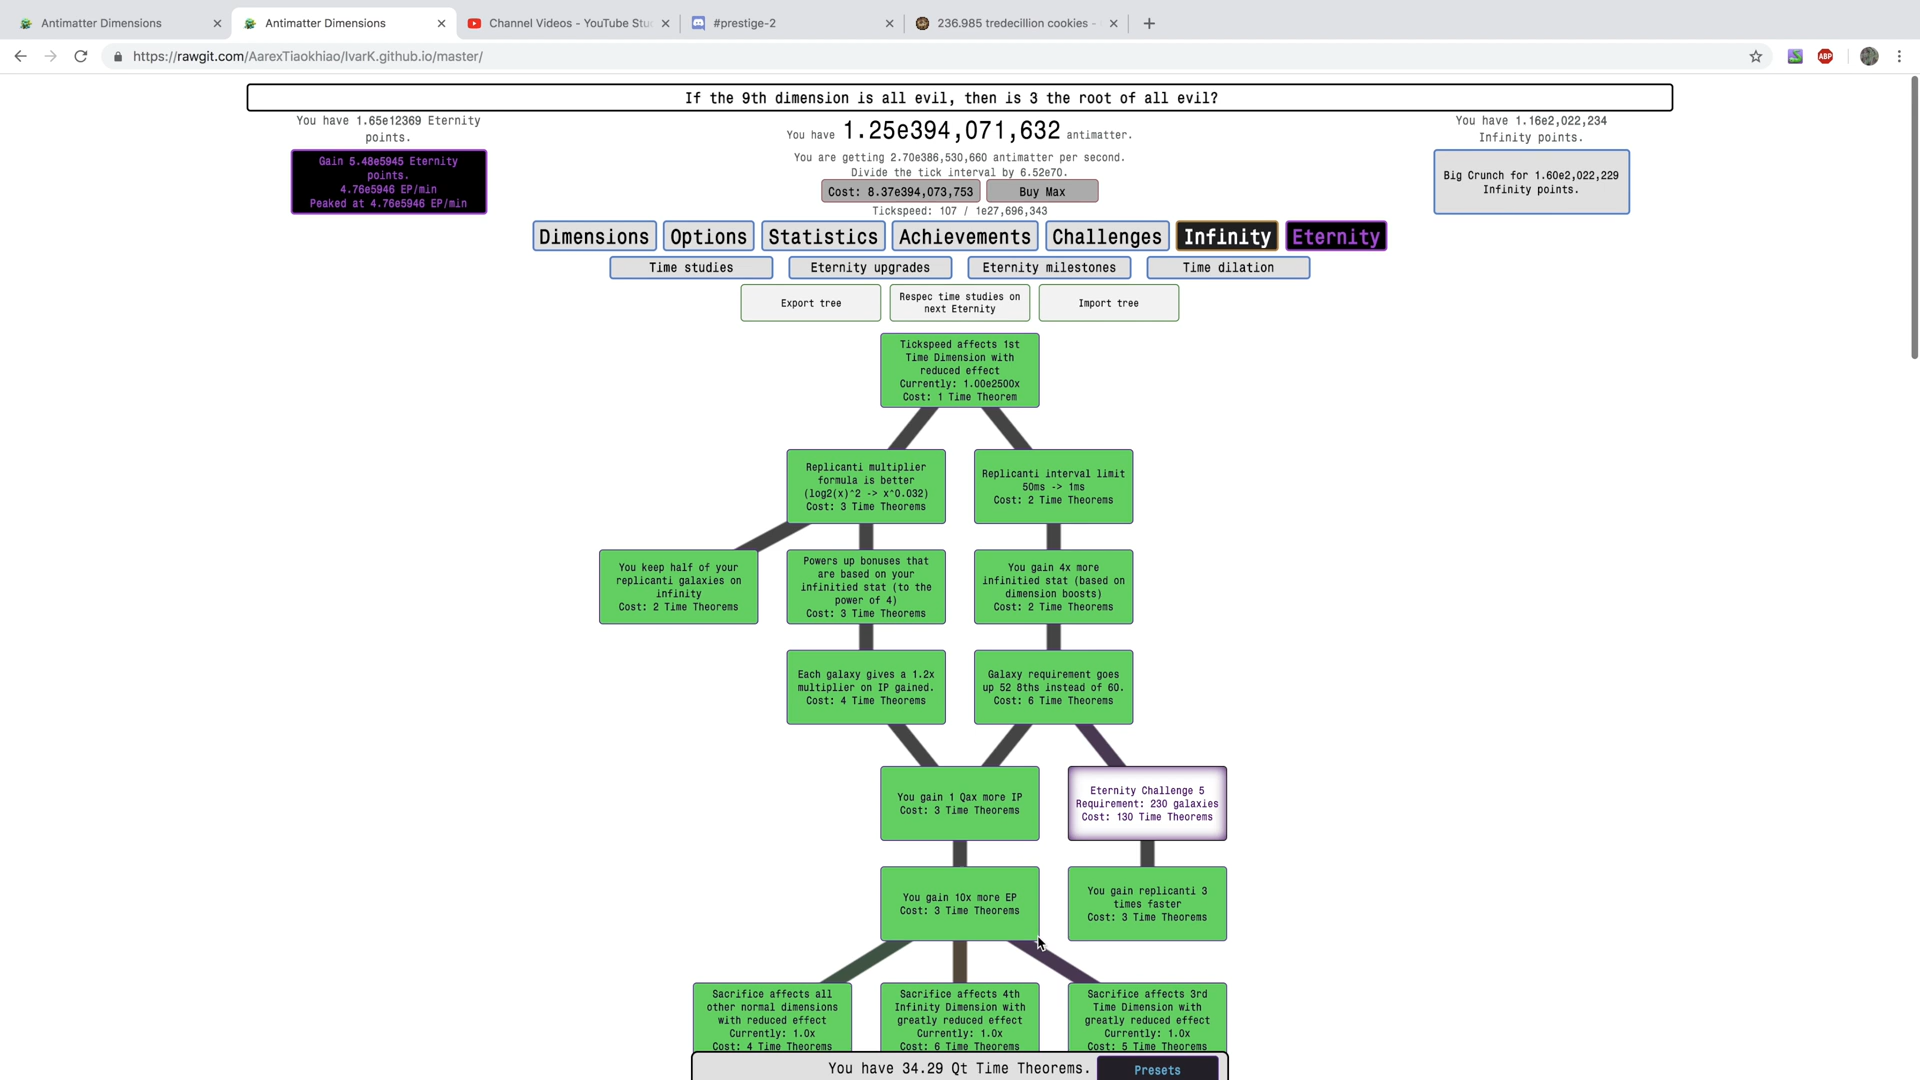 Antimatter Dimensions
Antimatter Dimensions
Channel Videos - YouTube Stu
#prestige-2
236.985 tredecillion cookies -
https://rawgit.com/AarexTiaokhiao/IvarK.github.io/master/
ABP
If the 9th dimension is all evil, then is 3 the root of all evil?
You have 1.65e12369 Eternity
points.
Gain 5.48e5945 Eternity
points.
4.76e5946 EP/min
Peaked at 4.76e5946 EP/min
You have 1.25e394,071,632 antimatter.
You are getting 2.70e386,530,660 antimatter per second.
Divide the tick interval by 6.52e70.
Cost: 8.37e394,073,753
Buy Max
Tickspeed: 107 / 1e27,696,343
You have 1.16e2,022,234
Infinity points.
Big Crunch for 1.60e2,022,229
Infinity points.
Dimensions
Options
Statistics
Achievements
Challenges
Infinity
Eternity
Time studies
Eternity upgrades
Eternity milestones
Time dilation
Export tree
Respec time studies on
next Eternity
Import tree
Tickspeed affects 1st
Time Dimension with
reduced effect
Currently: 1.00e2500x
Cost: 1 Time Theorem
Replicanti multiplier
formula is better
(log2(x)^2 -> x^0.032)
Cost: 3 Time Theorems
Replicanti interval limit
50ms -> 1ms
Cost: 2 Time Theorems
You keep half of your
replicanti galaxies on
infinity
Cost: 2 Time Theorems
Powers up bonuses that
are based on your
infinitied stat (to the
power of 4)
Cost: 3 Time Theorems
You gain 4x more
infinitied stat (based on
dimension boosts)
Cost: 2 Time Theorems
Each galaxy gives a 1.2x
multiplier on IP gained.
Cost: 4 Time Theorems
Galaxy requirement goes
up 52 8ths instead of 60.
Cost: 6 Time Theorems
You gain 1 Qax more IP
Cost: 3 Time Theorems
Eternity Challenge 5
Requirement: 230 galaxies
Cost: 130 Time Theorems
You gain 10x more EP
Cost: 3 Time Theorems
You gain replicanti 3
times faster
Cost: 3 Time Theorems
Sacrifice affects all
other normal dimensions
with reduced effect
Currently: 1.0x
Cost: 4 Time Theorems
Sacrifice affects 4th
Infinity Dimension with
greatly reduced effect
Currently: 1.0x
Cost: 6 Time Theorems
Sacrifice affects 3rd
Time Dimension with
greatly reduced effect
Currently: 1.0x
Cost: 5 Time Theorems
You have 34.29 Qt Time Theorems.
Presets